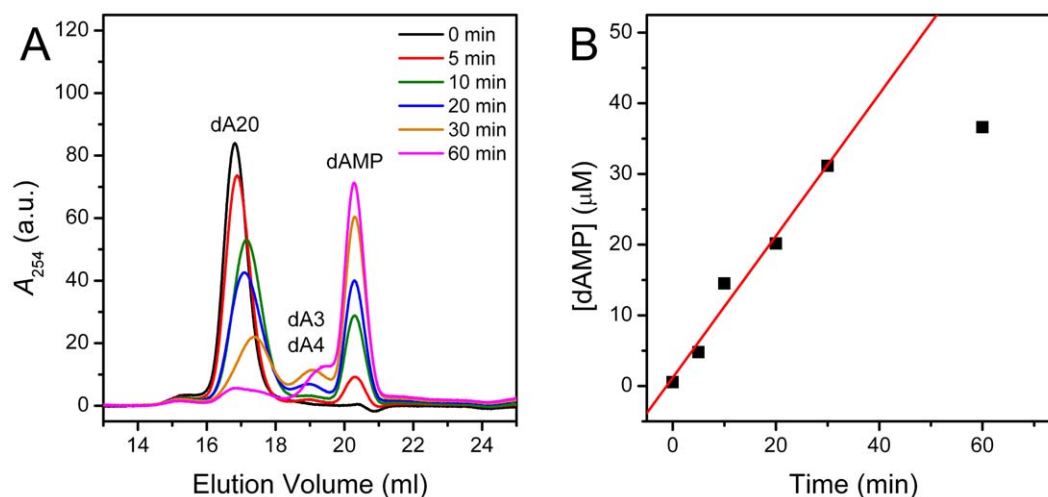 A
0 min
5 min
10 min
20 min
30 min
60 min
dA20
dAMP
dA3
dA4
120
100
80
60
40
20
0
A254 (a.u.)
14 16 18 20 22 24
Elution Volume (ml)
B
50
40
30
20
10
0
[dAMP] (μM)
0 20 40 60
Time (min)